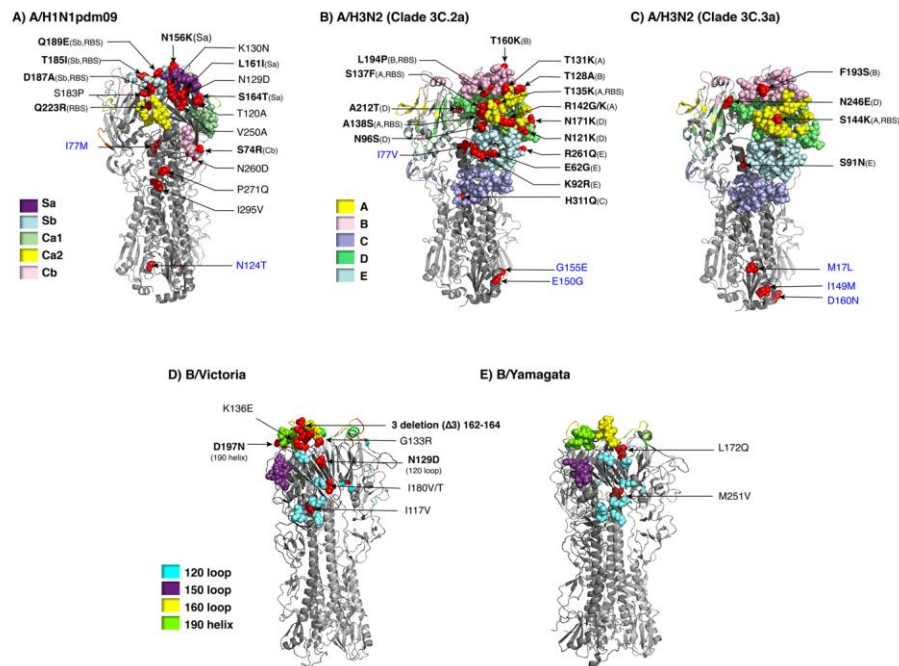 A) A/H1N1pdm09
N156K(Sa)
Q189E(Sb,RBS)
K130N
T185I(Sb,RBS)
L161I(Sa)
D187A(Sb,RBS)
N129D
S183P
S164T(Sa)
Q223R(RBS)
T120A
V250A
I77M
S74R(Cb)
N260D
P271Q
I295V
N124T
Sa
Sb
Ca1
Ca2
Cb
B) A/H3N2 (Clade 3C.2a)
T160K(B)
L194P(B,RBS)
T131K(A)
S137F(A,RBS)
T128A(B)
T135K(A,RBS)
A212T(D)
R142G/K(A)
A138S(A,RBS)
N171K(D)
N96S(D)
N121K(D)
I77V
R261Q(E)
E62G(E)
K92R(E)
H311Q(C)
G155E
E150G
A
B
C
D
E
C) A/H3N2 (Clade 3C.3a)
F193S(B)
N246E(D)
S144K(A,RBS)
S91N(E)
M17L
I149M
D160N
D) B/Victoria
K136E
3 deletion (Δ3) 162-164
D197N
(190 helix)
G133R
N129D
(120 loop)
I180V/T
I117V
120 loop
150 loop
160 loop
190 helix
E) B/Yamagata
L172Q
M251V